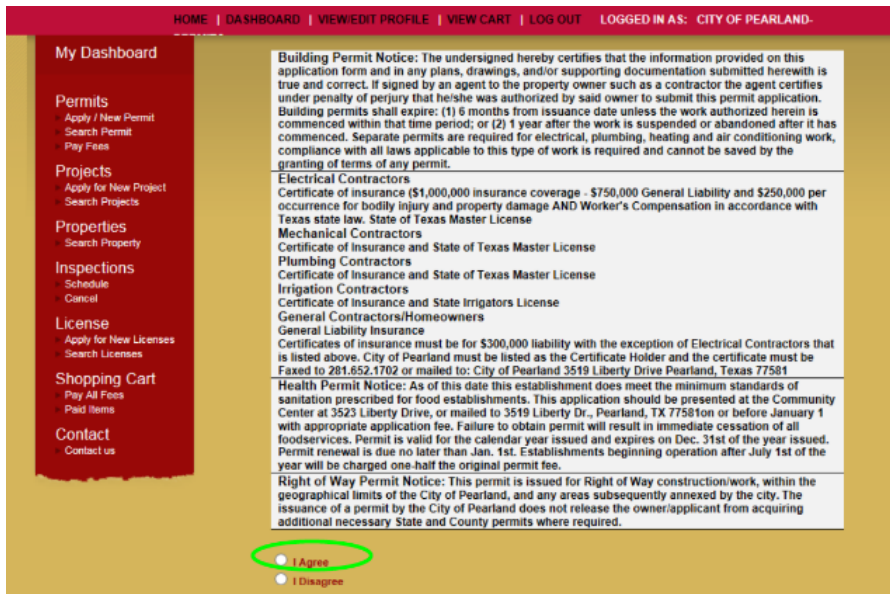 HOME | DASHBOARD | VIEW/EDIT PROFILE | VIEW CART | LOG OUT LOGGED IN AS: CITY OF PEARLAND-
My Dashboard
Permits
Apply / New Permit
Search Permit
Pay Fees
Projects
Apply for New Project
Search Projects
Properties
Search Property
Inspections
Schedule
Cancel
License
Apply for New Licenses
Search Licenses
Shopping Cart
Pay All Fees
Paid Items
Contact
Contact us
Building Permit Notice: The undersigned hereby certifies that the information provided on this
application form and in any plans, drawings, and/or supporting documentation submitted herewith is
true and correct. If signed by an agent to the property owner such as a contractor the agent certifies
under penalty of perjury that he/she was authorized by said owner to submit this permit application.
Building permits shall expire: (1) 6 months from issuance date unless the work authorized herein is
commenced within that time period; or (2) 1 year after the work is suspended or abandoned after it has
commenced. Separate permits are required for electrical, plumbing, heating and air conditioning work,
compliance with all laws applicable to this type of work is required and cannot be saved by the
granting of terms of any permit.
Electrical Contractors
Certificate of insurance ($1,000,000 insurance coverage - $750,000 General Liability and $250,000 per
occurrence for bodily injury and property damage AND Worker's Compensation in accordance with
Texas state law. State of Texas Master License
Mechanical Contractors
Certificate of Insurance and State of Texas Master License
Plumbing Contractors
Certificate of Insurance and State of Texas Master License
Irrigation Contractors
Certificate of Insurance and State Irrigators License
General Contractors/Homeowners
General Liability Insurance
Certificates of insurance must be for $300,000 liability with the exception of Electrical Contractors that
is listed above. City of Pearland must be listed as the Certificate Holder and the certificate must be
Faxed to 281.652.1702 or mailed to: City of Pearland 3519 Liberty Drive Pearland, Texas 77581
Health Permit Notice: As of this date this establishment does meet the minimum standards of
sanitation prescribed for food establishments. This application should be presented at the Community
Center at 3523 Liberty Drive, or mailed to 3519 Liberty Dr., Pearland, TX 77581on or before January 1
with appropriate application fee. Failure to obtain permit will result in immediate cessation of all
foodservices. Permit is valid for the calendar year issued and expires on Dec. 31st of the year issued.
Permit renewal is due no later than Jan. 1st. Establishments beginning operation after July 1st of the
year will be charged one-half the original permit fee.
Right of Way Permit Notice: This permit is issued for Right of Way construction/work, within the
geographical limits of the City of Pearland, and any areas subsequently annexed by the city. The
issuance of a permit by the City of Pearland does not release the owner/applicant from acquiring
additional necessary State and County permits where required.
I Agree
I Disagree